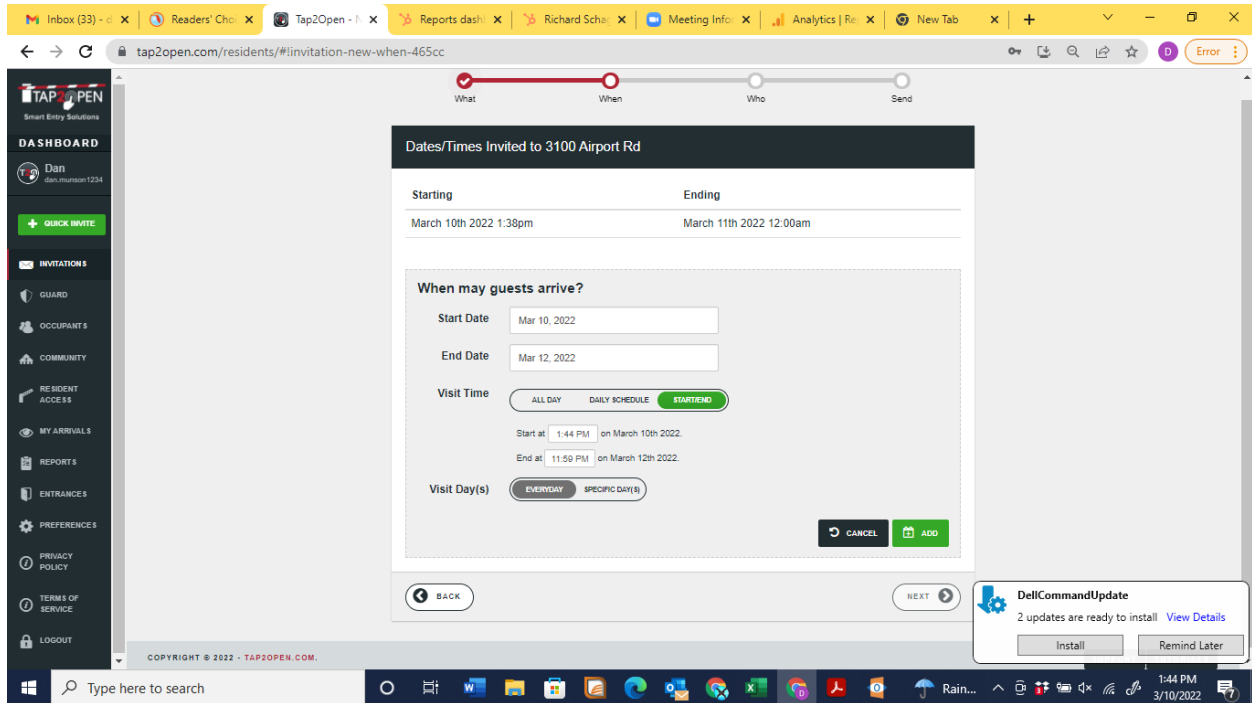 Inbox (33) - d
Readers' Cho
Tap2Open - N
Reports dash
Richard Schag
Meeting Infor
Analytics | Re
New Tab
tap2open.com/residents/#!invitation-new-when-465cc
D
Error
TAP2OPEN
Smart Entry Solutions
DASHBOARD
Dan
dan.munson1234
QUICK INVITE
INVITATIONS
GUARD
OCCUPANTS
COMMUNITY
RESIDENT
ACCESS
MY ARRIVALS
REPORTS
ENTRANCES
PREFERENCES
PRIVACY
POLICY
TERMS OF
SERVICE
LOGOUT
What When Who Send
Dates/Times Invited to 3100 Airport Rd
Starting Ending
March 10th 2022 1:38pm March 11th 2022 12:00am
When may guests arrive?
Start Date Mar 10, 2022
End Date Mar 12, 2022
Visit Time ALL DAY DAILY SCHEDULE START/END
Start at 1:44 PM on March 10th 2022.
End at 11:59 PM on March 12th 2022.
Visit Day(s) EVERYDAY SPECIFIC DAY(S)
CANCEL ADD
BACK NEXT
COPYRIGHT © 2022 - TAP2OPEN.COM.
DellCommandUpdate
2 updates are ready to install View Details
Install Remind Later
Type here to search
Rain...
1:44 PM
3/10/2022